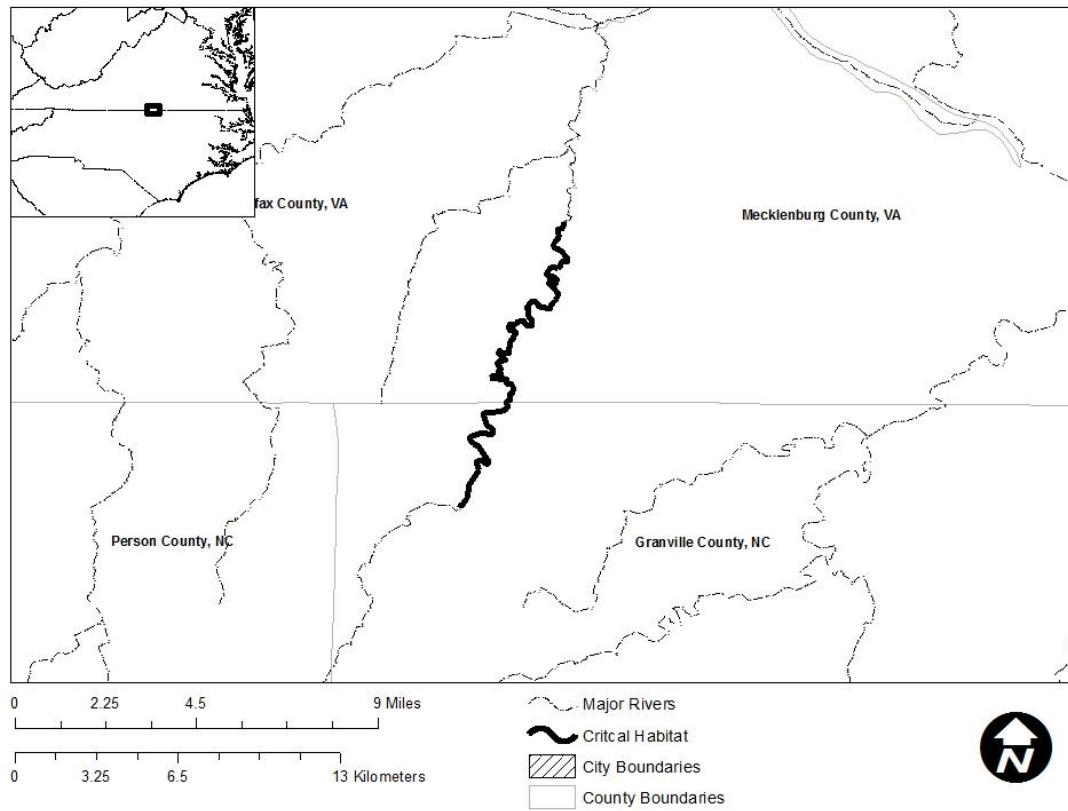 fax County, VA
Mecklenburg County, VA
Person County, NC
Granville County, NC
0 2.25 4.5 9 Miles
0 3.25 6.5 13 Kilometers
Major Rivers
Critcal Habitat
City Boundaries
County Boundaries
N